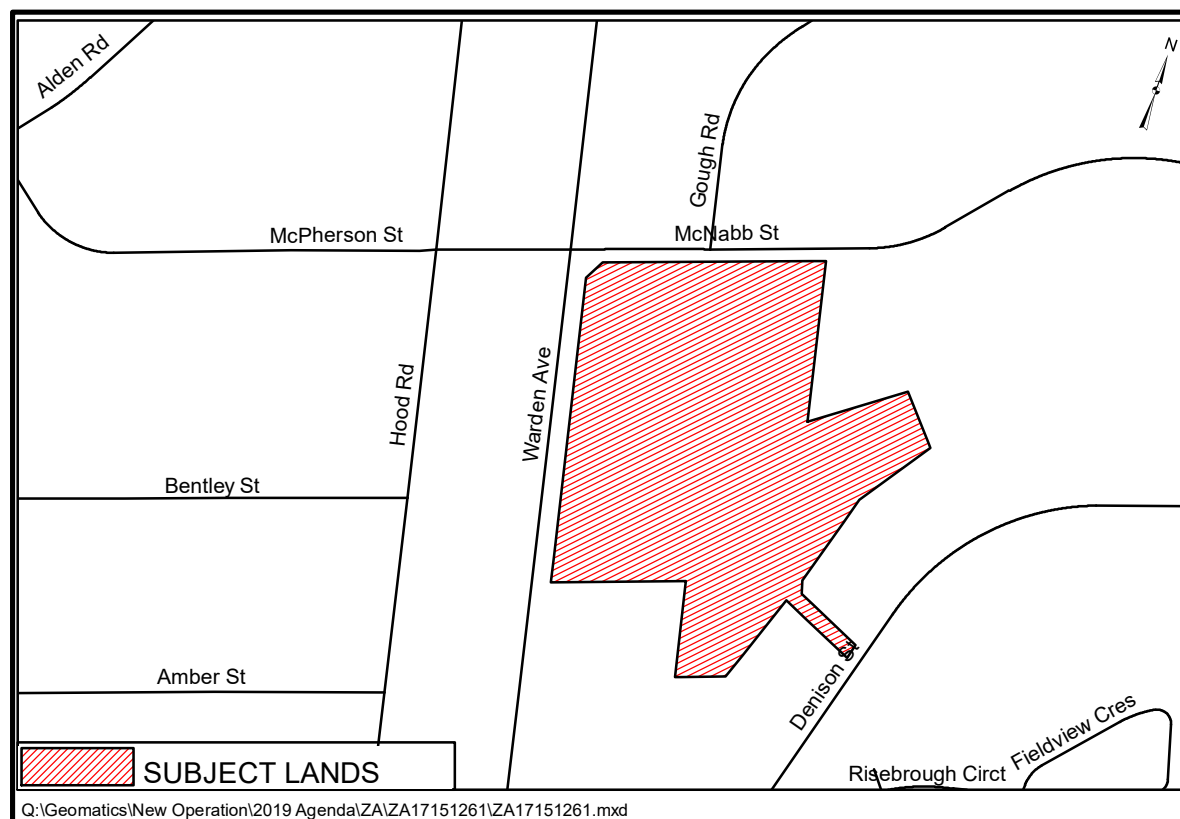 Alden Rd
N
Gough Rd
McPherson St
McNabb St
Hood Rd
Warden Ave
Bentley St
Amber St
Denison St
Fieldview Cres
Risebrough Circt
SUBJECT LANDS
Q:\Geomatics\New Operation\2019 Agenda\ZA\ZA17151261\ZA17151261.mxd